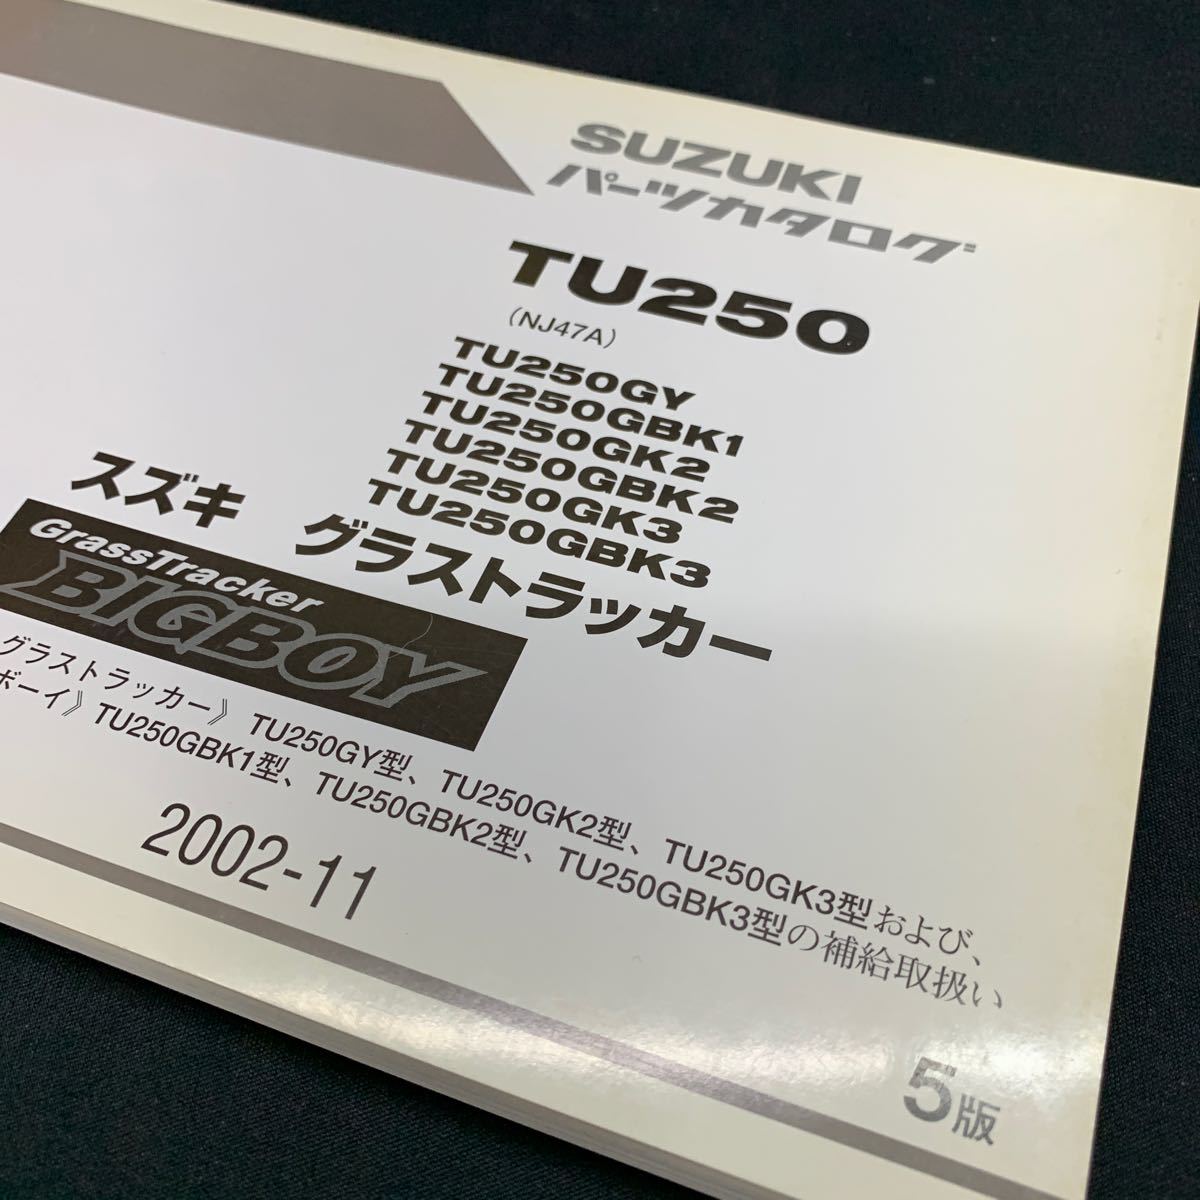 SUZUKI
パーツカタログ
TU250
(NJ47A)
TU250GY
TU250GBK1
TU250GK2
TU250GBK2
TU250GK3
TU250GBK3
スズキ グラストラッカー
GrassTracker
BIGBOY
グラストラッカー》 TU250GY型、TU250GK2型、TU250GK3型および、
ボーイ》TU250GBK1型、TU250GBK2型、TU250GBK3型の補給取扱い
2002-11
5版